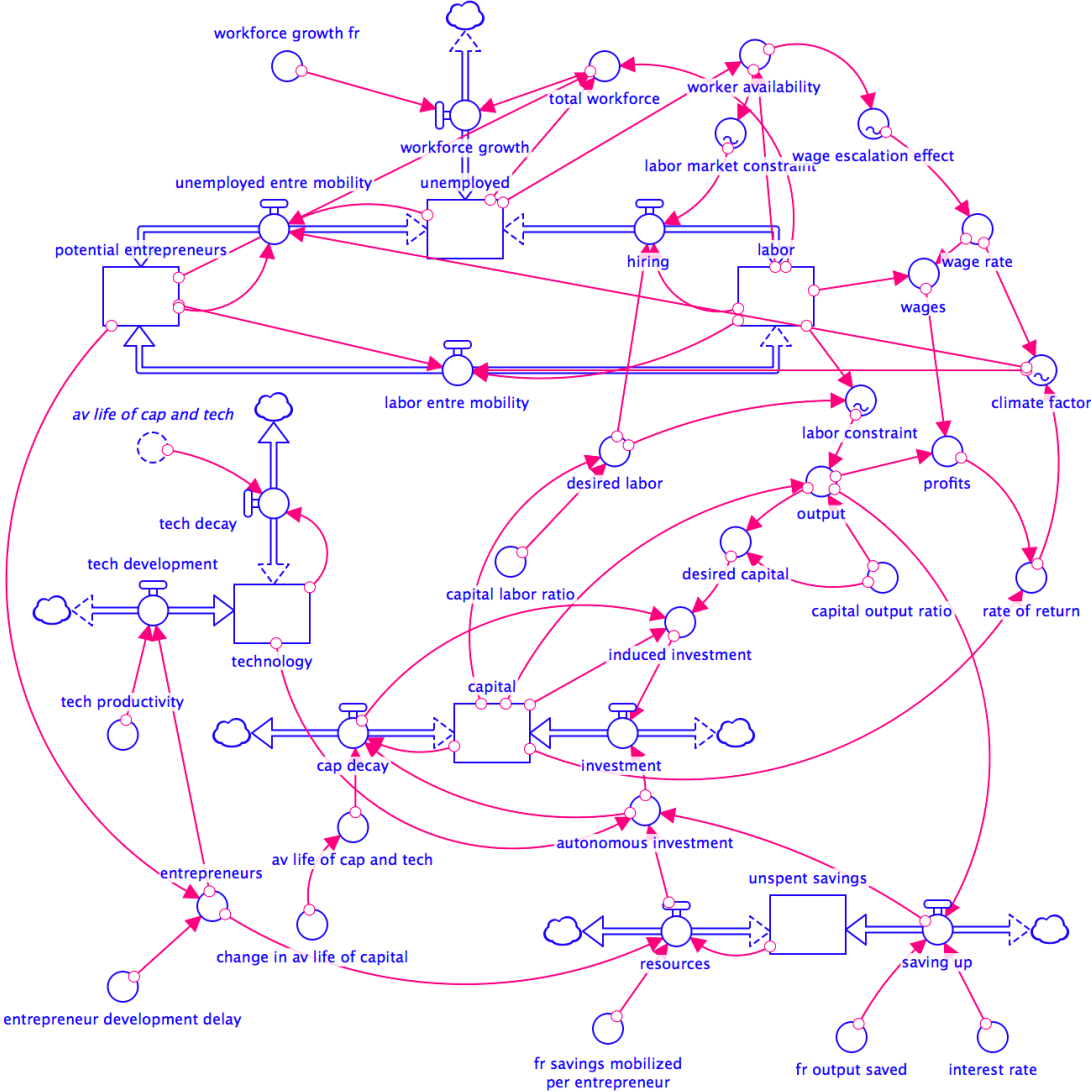 workforce growth fr
total workforce
worker availability
workforce growth
labor market constraint
wage escalation effect
unemployed entre mobility
unemployed
potential entrepreneurs
hiring
labor
wage rate
wages
labor entre mobility
climate factor
av life of cap and tech
labor constraint
desired labor
profits
output
tech decay
tech development
desired capital
capital labor ratio
capital output ratio
rate of return
technology
induced investment
capital
tech productivity
cap decay
investment
autonomous investment
av life of cap and tech
entrepreneurs
unspent savings
change in av life of capital
resources
saving up
entrepreneur development delay
fr savings mobilized
per entrepreneur
fr output saved
interest rate